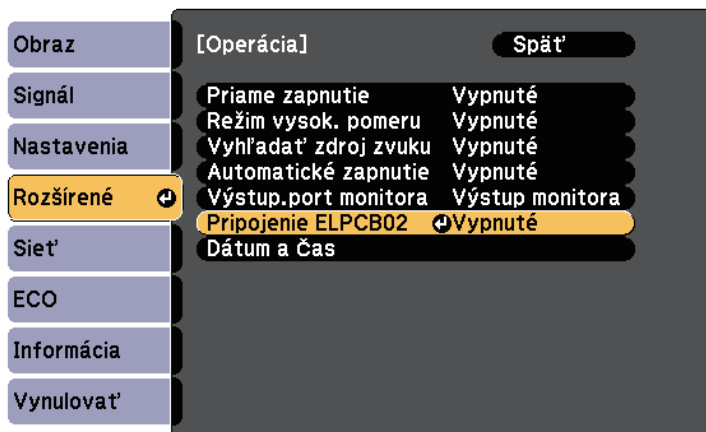 Obraz
Signál
Nastavenia
Rozšírené
Sieť
ECO
Informácia
Vynulovať
[Operácia] Späť
Priame zapnutie Vypnuté
Režim vysok. pomeru Vypnuté
Vyhľadať zdroj zvuku Vypnuté
Automatické zapnutie Vypnuté
Výstup.port monitora Výstup monitora
Pripojenie ELPCB02 Vypnuté
Dátum a Čas